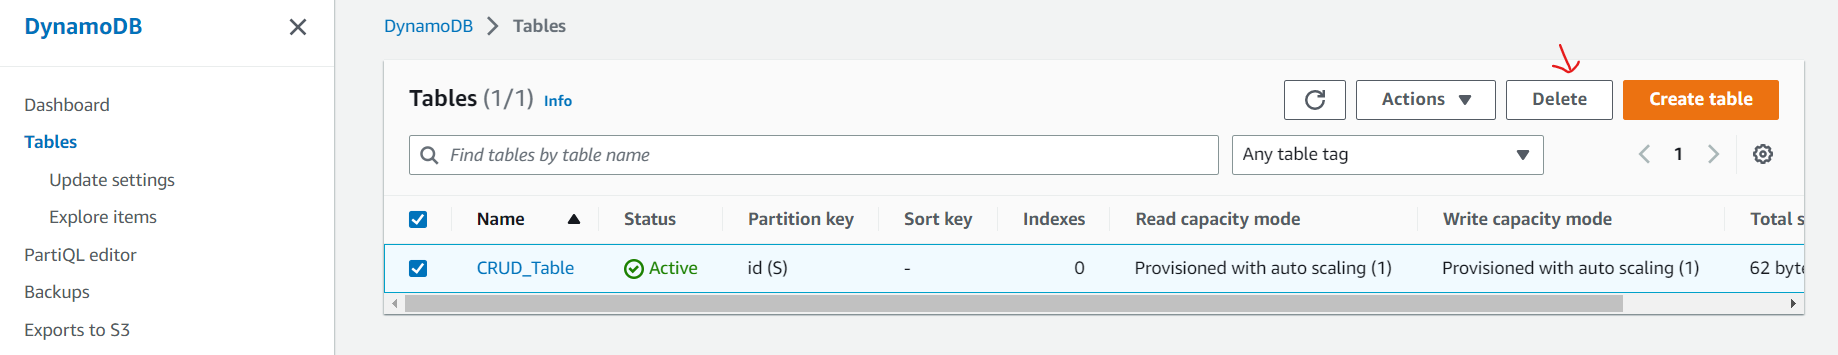 DynamoDB
Dashboard
Tables
Update settings
Explore items
PartiQL editor
Backups
Exports to S3
DynamoDB > Tables
Tables (1/1) Info
Actions Delete Create table
Find tables by table name Any table tag 1
Name Status Partition key Sort key Indexes Read capacity mode Write capacity mode Total s
CRUD_Table Active id (S) - 0 Provisioned with auto scaling (1) Provisioned with auto scaling (1) 62 byte